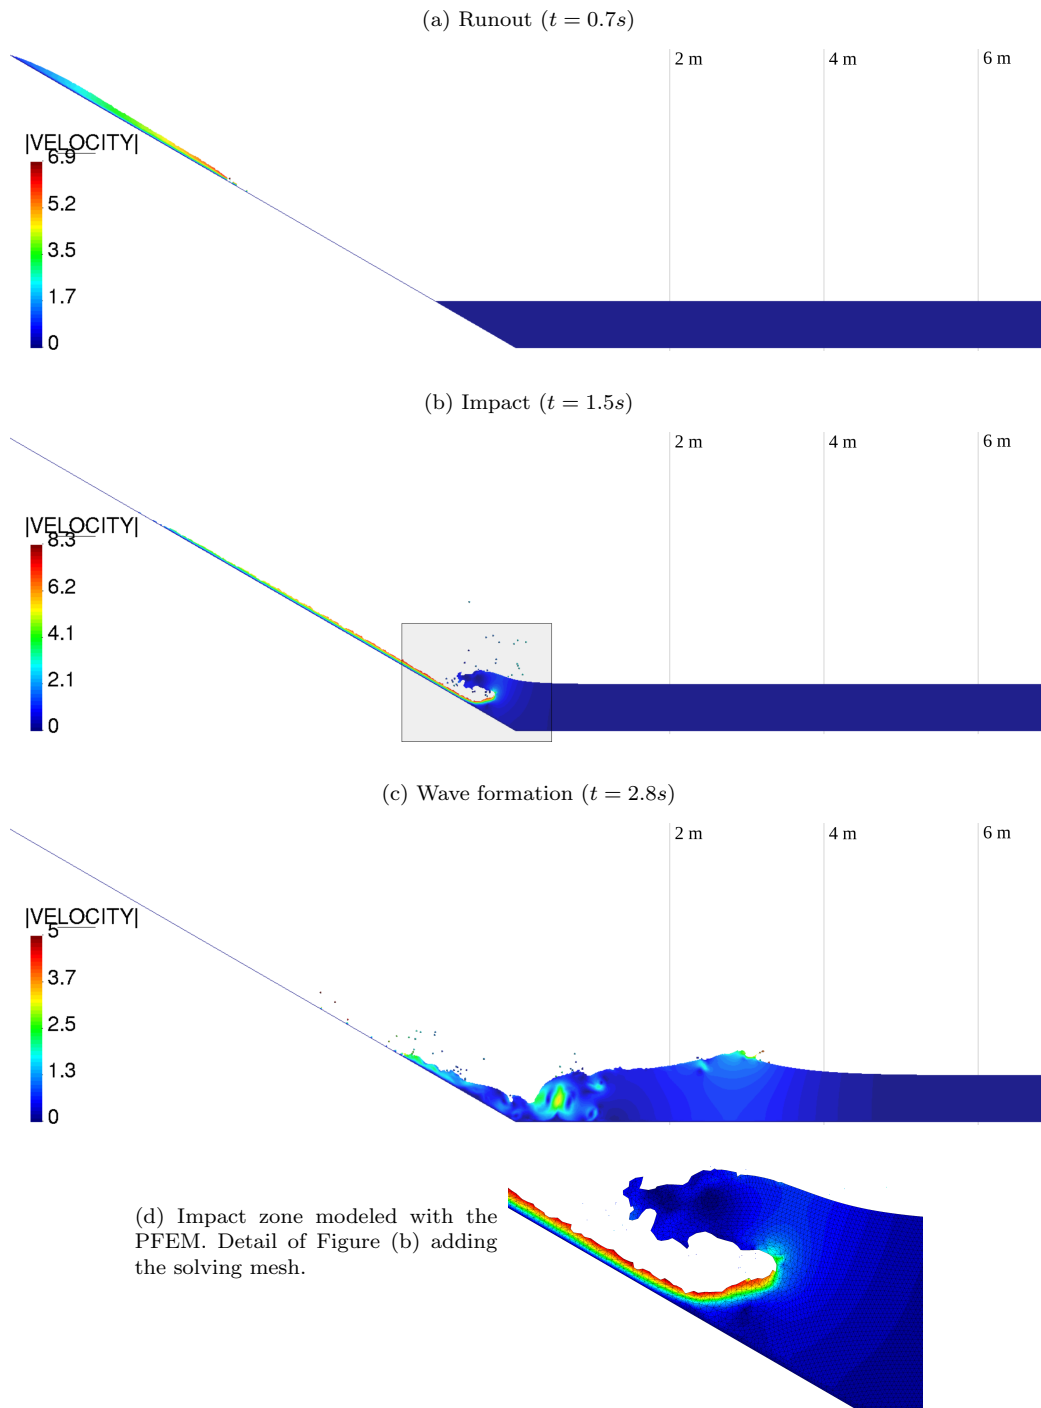 (a) Runout (t = 0.7s)
2 m
4 m
6 m
|VELOCITY|
6.9
5.2
3.5
1.7
0
(b) Impact (t = 1.5s)
2 m
4 m
6 m
|VELOCITY|
8.3
6.2
4.1
2.1
0
(c) Wave formation (t = 2.8s)
2 m
4 m
6 m
|VELOCITY|
5
3.7
2.5
1.3
0
(d) Impact zone modeled with the
PFEM. Detail of Figure (b) adding
the solving mesh.